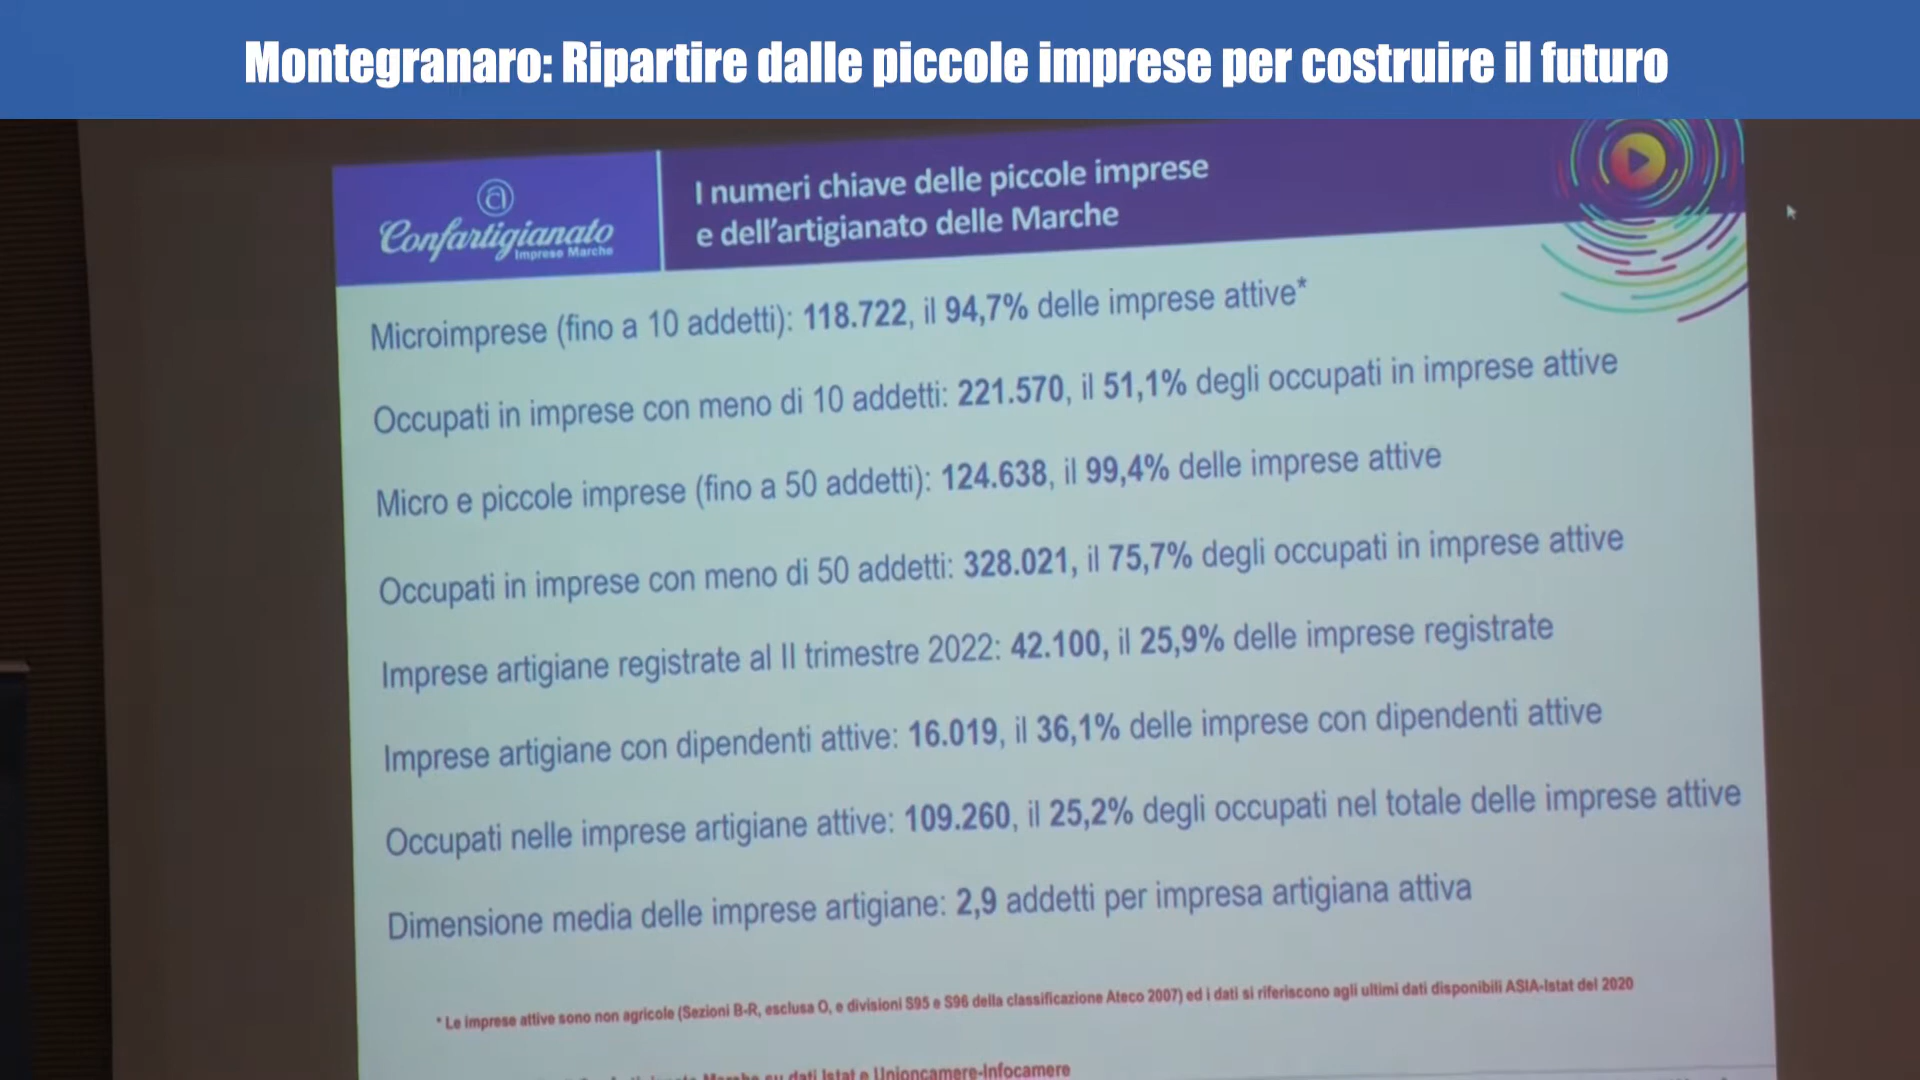 Montegranaro: Ripartire dalle piccole imprese per costruire il futuro
Confartigianato
Imprese Marche
I numeri chiave delle piccole imprese
e dell'artigianato delle Marche
Microimprese (fino a 10 addetti): 118.722, il 94,7% delle imprese attive*
Occupati in imprese con meno di 10 addetti: 221.570, il 51,1% degli occupati in imprese attive
Micro e piccole imprese (fino a 50 addetti): 124.638, il 99,4% delle imprese attive
Occupati in imprese con meno di 50 addetti: 328.021, il 75,7% degli occupati in imprese attive
Imprese artigiane registrate al II trimestre 2022: 42.100, il 25,9% delle imprese registrate
Imprese artigiane con dipendenti attive: 16.019, il 36,1% delle imprese con dipendenti attive
Occupati nelle imprese artigiane attive: 109.260, il 25,2% degli occupati nel totale delle imprese attive
Dimensione media delle imprese artigiane: 2,9 addetti per impresa artigiana attiva
* Le imprese attive sono non agricole (Sezioni B-R, esclusa O, e divisioni S95 e S96 della classificazione Ateco 2007) ed i dati si riferiscono agli ultimi dati disponibili ASIA-Istat del 2020
Marche su dati Istat e Unioncamere-Infocamere